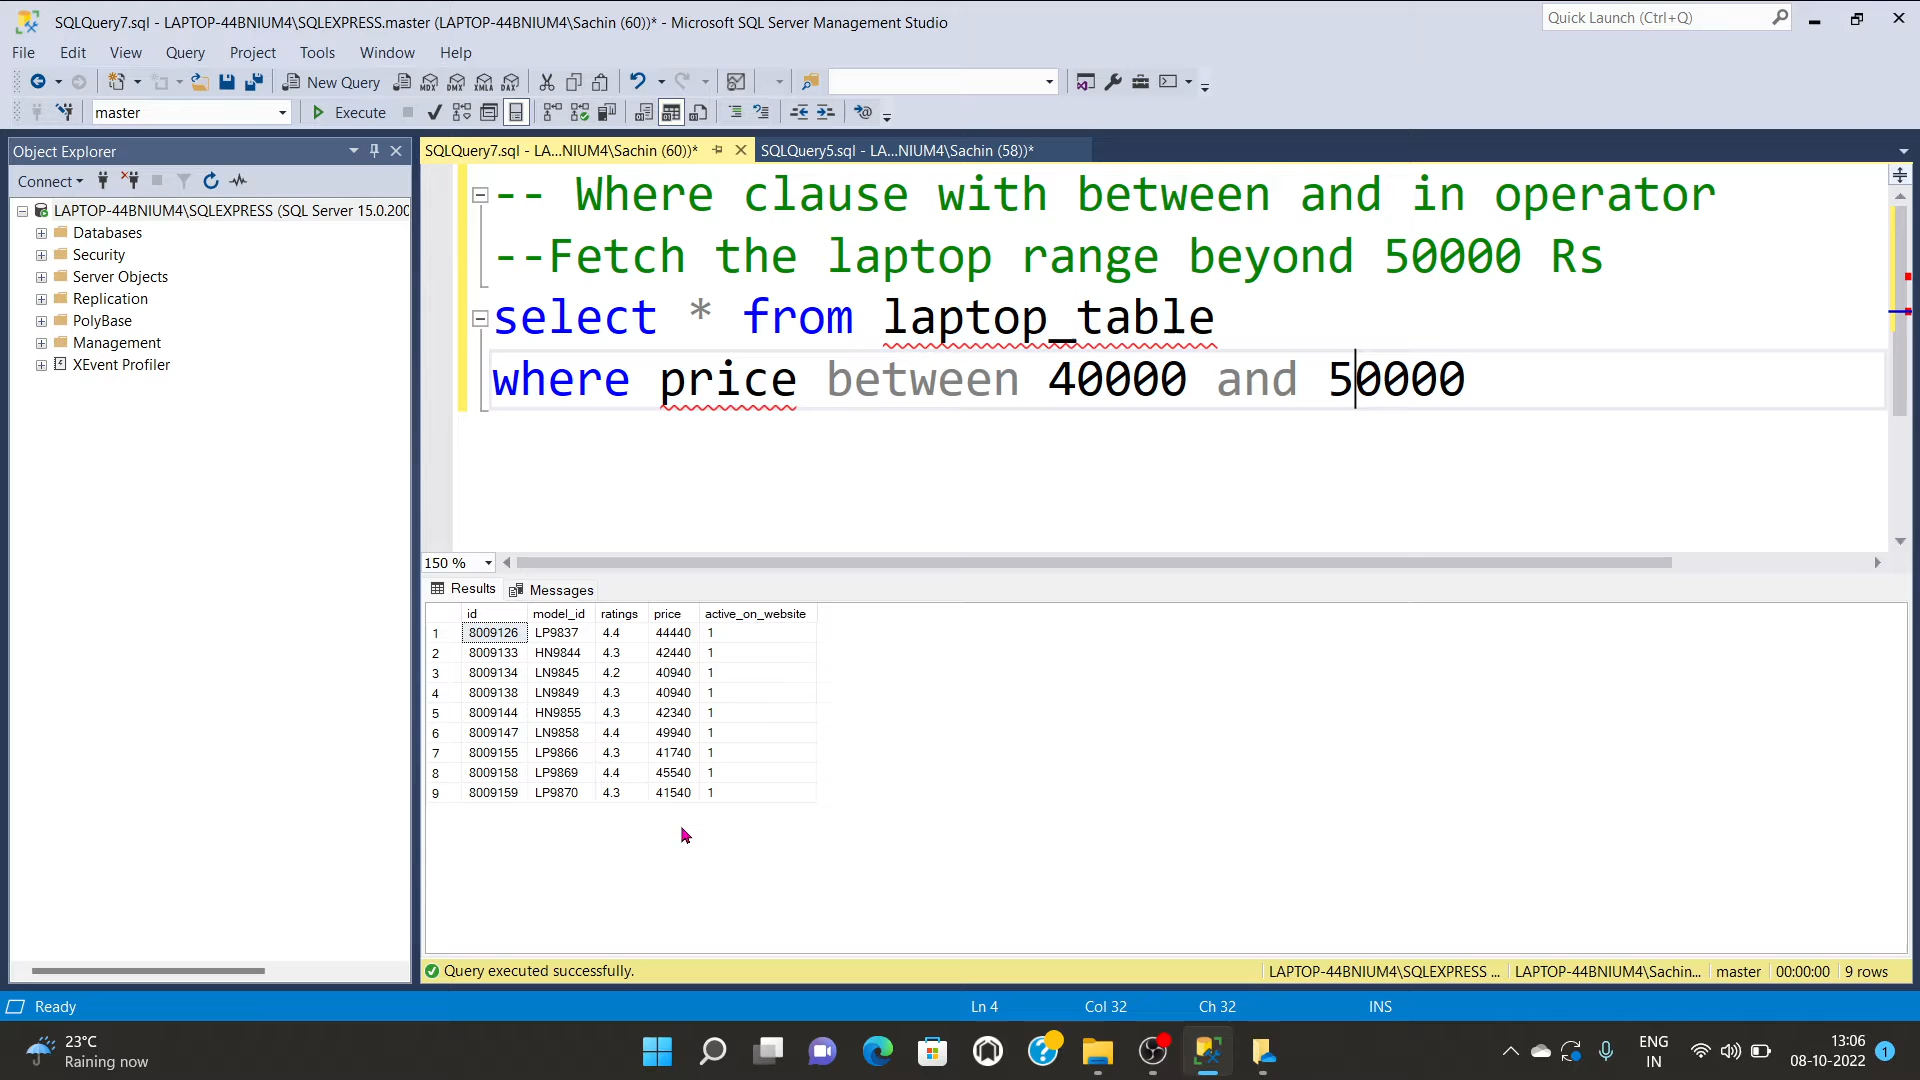 SQLQuery7.sql - LAPTOP-44BNIUM4\SQLEXPRESS.master (LAPTOP-44BNIUM4\Sachin (60))* - Microsoft SQL Server Management Studio
Quick Launch (Ctrl+Q)
File Edit View Query Project Tools Window Help
New Query MDX DMX XMLA DAX
master Execute
Object Explorer
SQLQuery7.sql - LA...NIUM4\Sachin (60))* SQLQuery5.sql - LA...NIUM4\Sachin (58))*
Connect
LAPTOP-44BNIUM4\SQLEXPRESS (SQL Server 15.0.200
Databases
Security
Server Objects
Replication
PolyBase
Management
XEvent Profiler
-- Where clause with between and in operator
--Fetch the laptop range beyond 50000 Rs
select * from laptop_table
where price between 40000 and 50000
150 %
Results Messages
id model_id ratings price active_on_website
1 8009126 LP9837 4.4 44440 1
2 8009133 HN9844 4.3 42440 1
3 8009134 LN9845 4.2 40940 1
4 8009138 LN9849 4.3 40940 1
5 8009144 HN9855 4.3 42340 1
6 8009147 LN9858 4.4 49940 1
7 8009155 LP9866 4.3 41740 1
8 8009158 LP9869 4.4 45540 1
9 8009159 LP9870 4.3 41540 1
Query executed successfully. LAPTOP-44BNIUM4\SQLEXPRESS ... LAPTOP-44BNIUM4\Sachin... master 00:00:00 9 rows
Ready Ln 4 Col 32 Ch 32 INS
23°C
Raining now
ENG
IN
13:06
08-10-2022
1